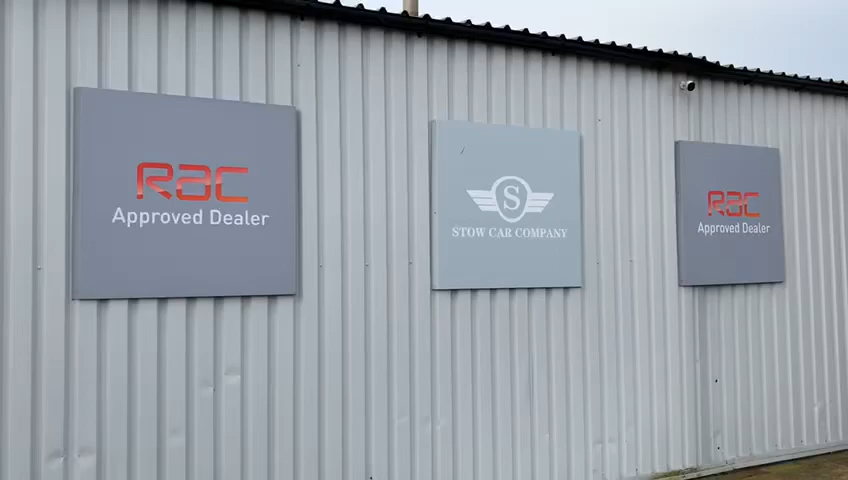 RAC
Approved Dealer
S
STOW CAR COMPANY
RAC
Approved Dealer